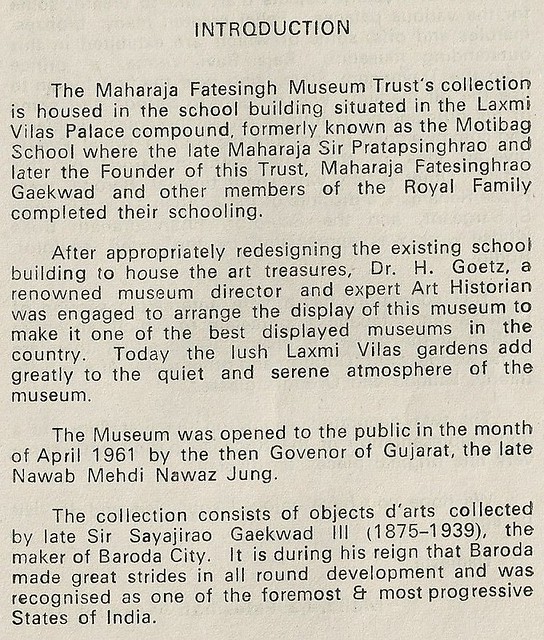 INTRODUCTION
The Maharaja Fatesingh Museum Trust's collection
is housed in the school building situated in the Laxmi
Vilas Palace compound, formerly known as the Motibag
School where the late Maharaja Sir Pratapsinghrao and
later the Founder of this Trust, Maharaja Fatesinghrao
Gaekwad and other members of the Royal Family
completed their schooling.
After appropriately redesigning the existing school
building to house the art treasures, Dr. H. Goetz, a
renowned museum director and expert Art Historian
was engaged to arrange the display of this museum to
make it one of the best displayed museums in the
country. Today the lush Laxmi Vilas gardens add
greatly to the quiet and serene atmosphere of the
museum.
The Museum was opened to the public in the month
of April 1961 by the then Govenor of Gujarat, the late
Nawab Mehdi Nawaz Jung.
The collection consists of objects d'arts collected
by late Sir Sayajirao Gaekwad III (1875-1939), the
maker of Baroda City. It is during his reign that Baroda
made great strides in all round development and was
recognised as one of the foremost & most progressive
States of India.